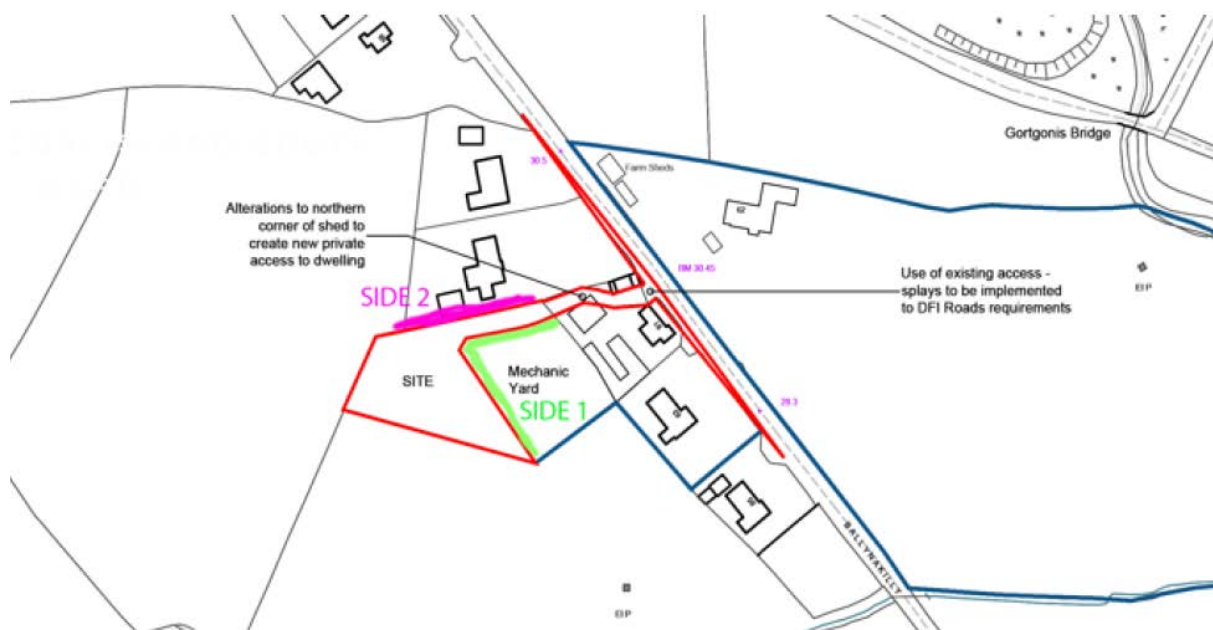 Gortgonis Bridge
30.5
Farm Sheds
Alterations to northern
corner of shed to
create new private
access to dwelling
BM 30.45
Use of existing access -
splays to be implemented
to DFI Roads requirements
El P
SIDE 2
SITE
Mechanic
Yard
SIDE 1
28.3
BALLYNAKILLY
El P